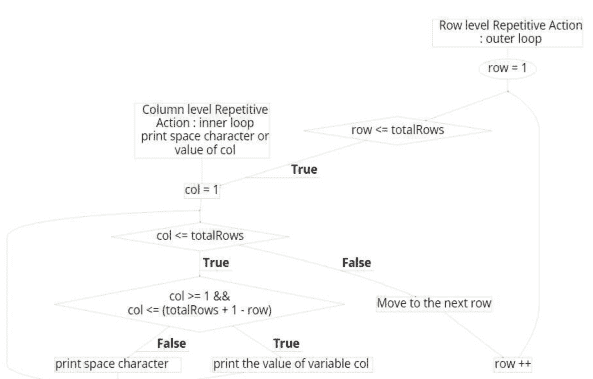 Row level Repetitive Action
: outer loop
row = 1
Column level Repetitive
Action : inner loop
print space character or
value of col
row <= totalRows
True
col = 1
col <= totalRows
True
False
col >= 1 &&
col <= (totalRows + 1 - row)
Move to the next row
False
True
print space character
print the value of variable col
row ++